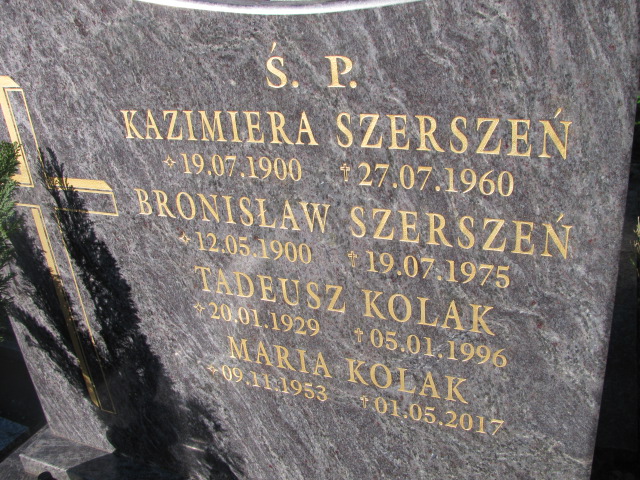 Ś. P.
KAZIMIERA SZERSZEŃ
✧19.07.1900 ✝27.07.1960
BRONISŁAW SZERSZEŃ
✧12.05.1900 ✝19.07.1975
TADEUSZ KOLAK
✧20.01.1929 ✝05.01.1996
MARIA KOLAK
✧09.11.1953 ✝01.05.2017